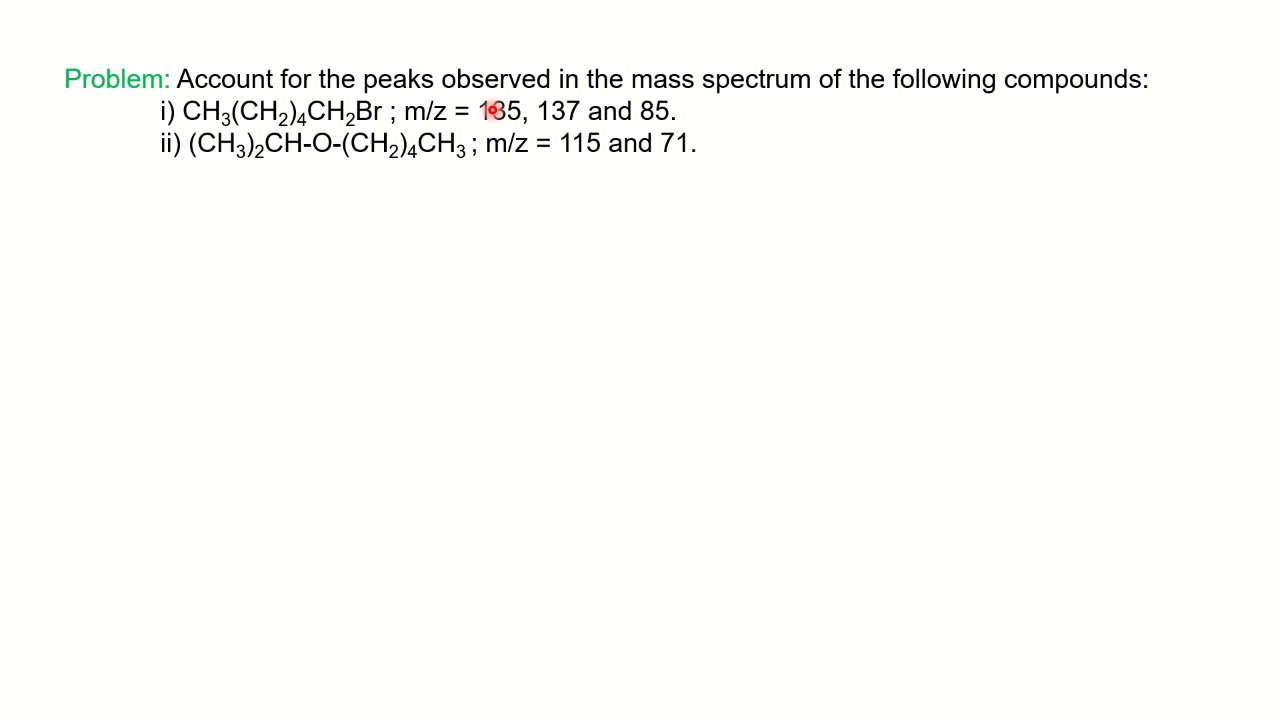 Problem: Account for the peaks observed in the mass spectrum of the following compounds:
i) CH₃(CH₂)₄CH₂Br ; m/z = 135, 137 and 85.
ii) (CH₃)₂CH-O-(CH₂)₄CH₃ ; m/z = 115 and 71.